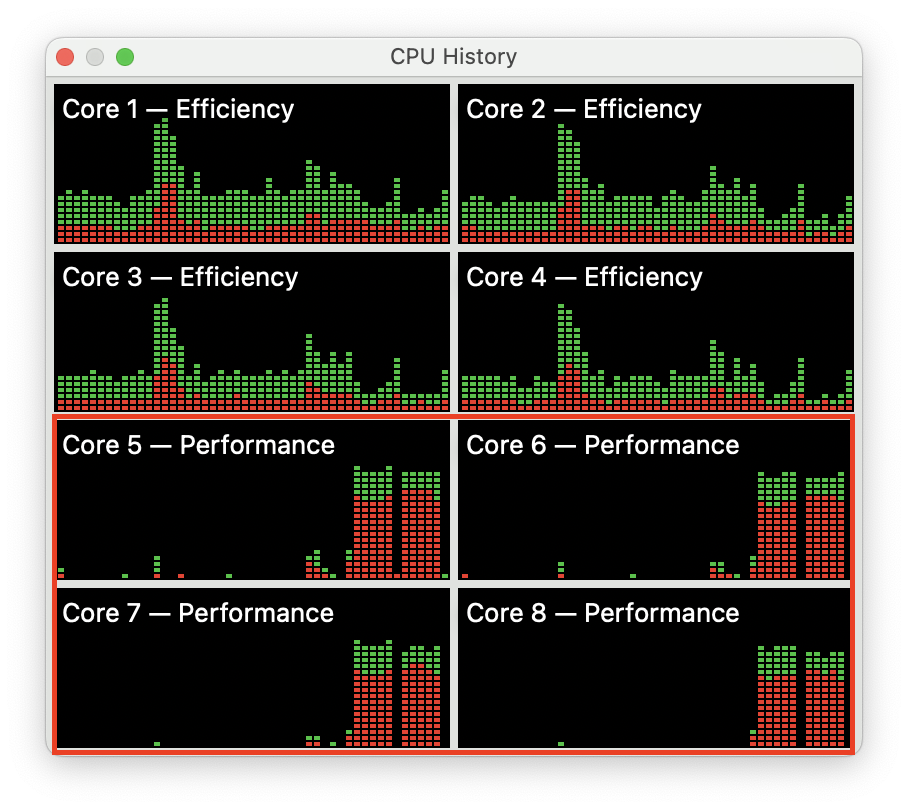 CPU History
Core 1 — Efficiency
Core 2 — Efficiency
Core 3 — Efficiency
Core 4 — Efficiency
Core 5 — Performance
Core 6 — Performance
Core 7 — Performance
Core 8 — Performance